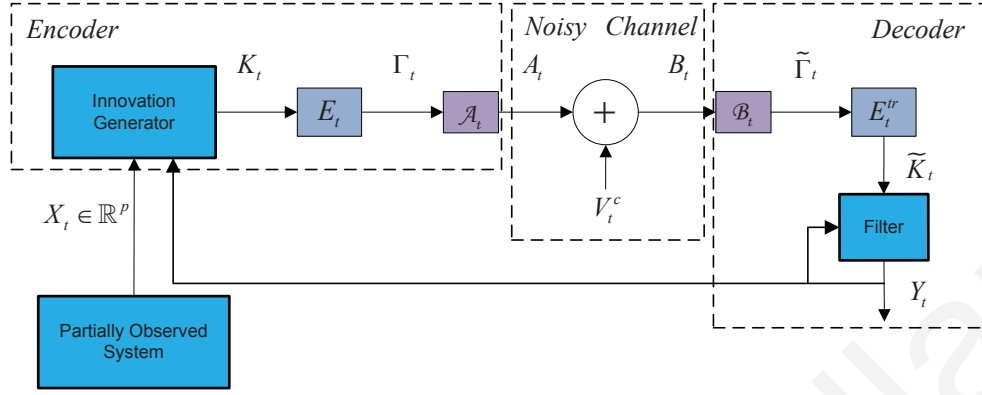 Encoder
Noisy Channel
Decoder
K_t
Γ_t
A_t
B_t
Γ̃_t
Innovation
Generator
E_t
𝒜_t
+
ℬ_t
E_t^{tr}
K̃_t
X_t ∈ ℝ^p
V_t^c
Filter
Y_t
Partially Observed
System